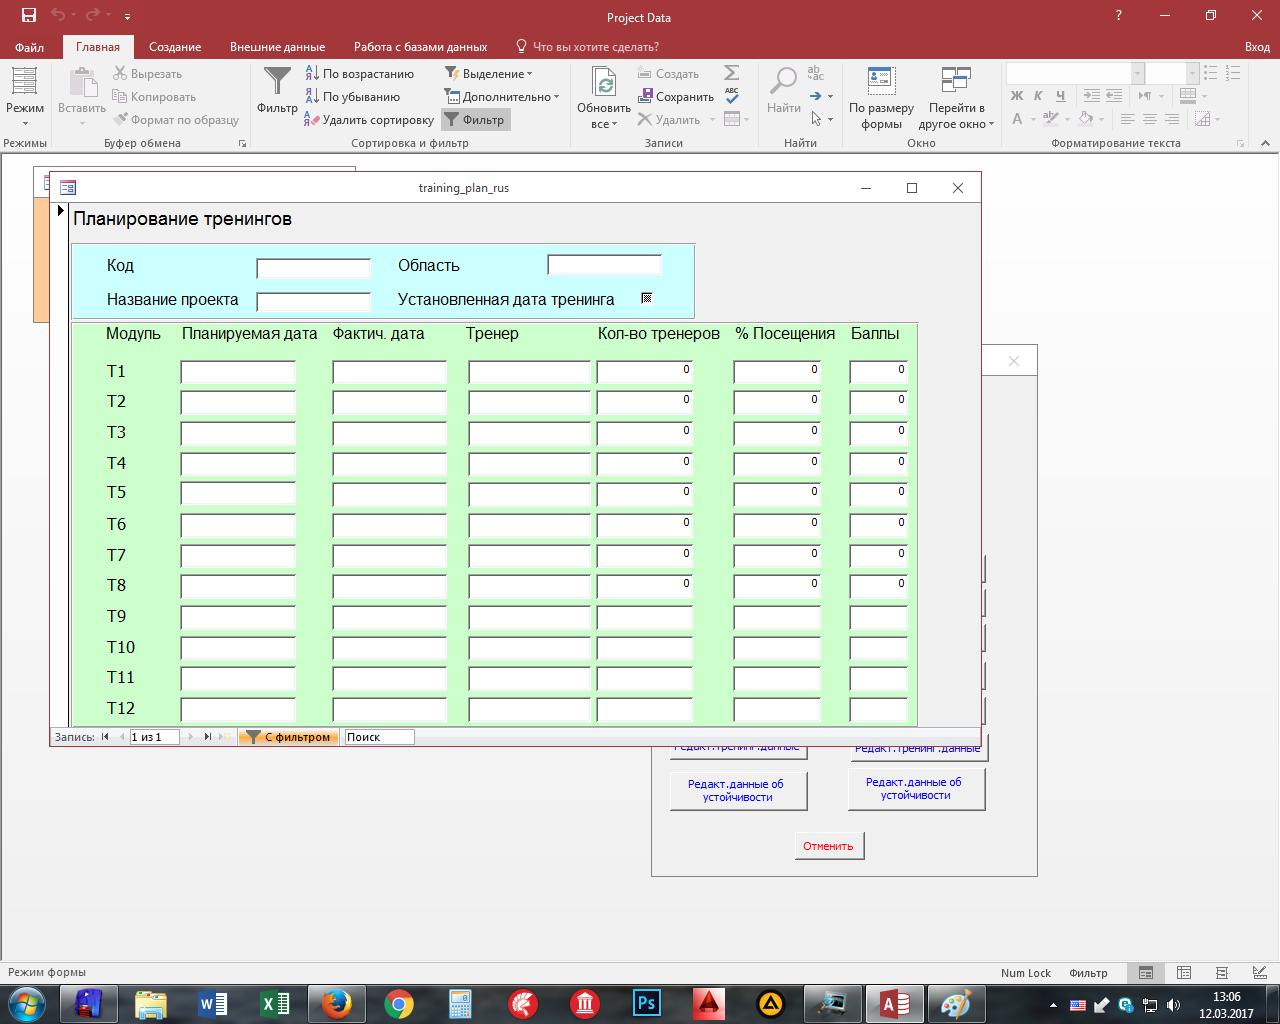 Project Data
?
Файл Главная Создание Внешние данные Работа с базами данных Что вы хотите сделать? Вход
Режим
Режимы
Вставить
Вырезать
Копировать
Формат по образцу
Буфер обмена
Фильтр
По возрастанию
По убыванию
Удалить сортировку
Выделение
Дополнительно
Фильтр
Сортировка и фильтр
Обновить
все
Создать
Сохранить
Удалить
Записи
Найти
Найти
По размеру
формы
Перейти в
другое окно
Окно
Ж К Ч
Форматирование текста
training_plan_rus
Планирование тренингов
Код Область
Название проекта Установленная дата тренинга
Модуль Планируемая дата Фактич. дата Тренер Кол-во тренеров % Посещения Баллы
T1 0 0 0
T2 0 0 0
T3 0 0 0
T4 0 0 0
T5 0 0 0
T6 0 0 0
T7 0 0 0
T8 0 0 0
T9
T10
T11
T12
Запись: 1 из 1 С фильтром Поиск
Редакт.тренинг.данные Редакт.тренинг.данные
Редакт.данные об
устойчивости
Редакт.данные об
устойчивости
Отменить
Режим формы Num Lock Фильтр
13:06
12.03.2017